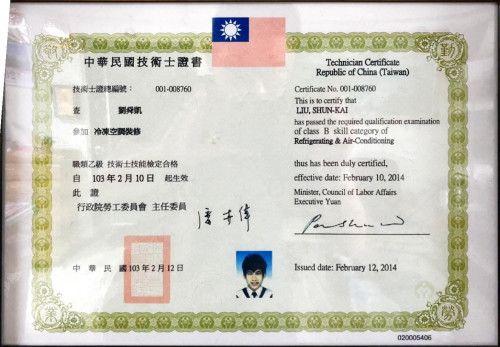 中華民國技術士證書
技術士證總編號： 001-008760
查 劉舜凱
參加 冷凍空調裝修
職類乙級 技術士技能檢定合格
自 103 年 2 月 10 日 起生效
此 證
行政院勞工委員會 主任委員
中 華 民 國 103 年 2 月 12 日
Technician Certificate
Republic of China (Taiwan)
Certificate No. 001-008760
This is to certify that
LIU, SHUN-KAI
has passed the required qualification examination
of class B skill category of
Refrigerating & Air-Conditioning
thus has been duly certified,
effective date: February 10, 2014
Minister, Council of Labor Affairs
Executive Yuan
Issued date: February 12, 2014
020005406